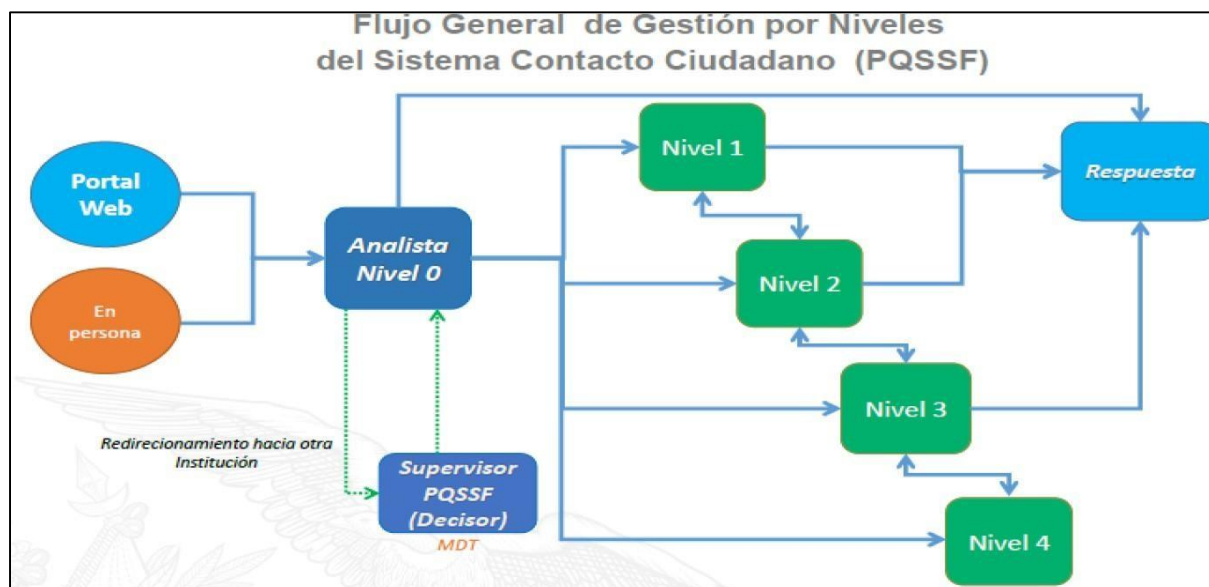 Flujo General de Gestión por Niveles
del Sistema Contacto Ciudadano (PQSSF)
Portal
Web
En
persona
Analista
Nivel 0
Nivel 1
Nivel 2
Nivel 3
Nivel 4
Respuesta
Redirecionamiento hacia otra
Institución
Supervisor
PQSSF
(Decisor)
MDT